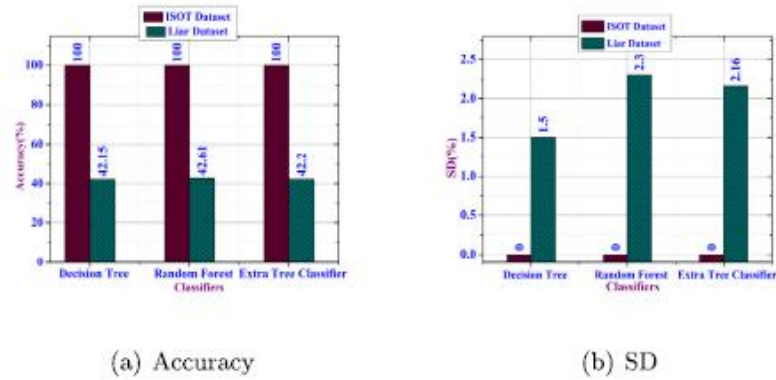 ISOT Dataset
Liar Dataset
Accuracy(%)
100
80
60
40
20
0
100
42.15
100
42.61
100
42.2
Decision Tree Random Forest Extra Tree Classifier
Classifiers
(a) Accuracy
ISOT Dataset
Liar Dataset
SD(%)
2.5
2.0
1.5
1.0
0.5
0.0
0
1.5
0
2.3
0
2.16
Decision Tree Random Forest Extra Tree Classifier
Classifiers
(b) SD